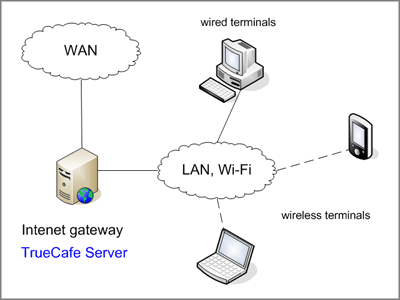 wired terminals
WAN
LAN, Wi-Fi
wireless terminals
Intenet gateway
TrueCafe Server